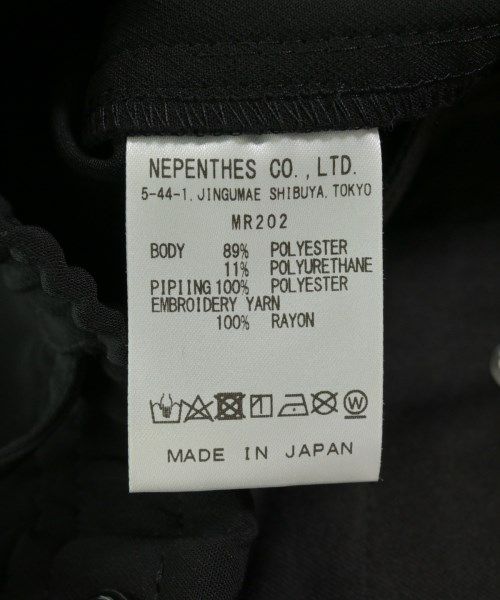 NEPENTHES CO., LTD.
5-44-1, JINGUMAE SHIBUYA, TOKYO
MR202
BODY 89% POLYESTER
11% POLYURETHANE
PIPIING 100% POLYESTER
EMBROIDERY YARN
100% RAYON
W
MADE IN JAPAN